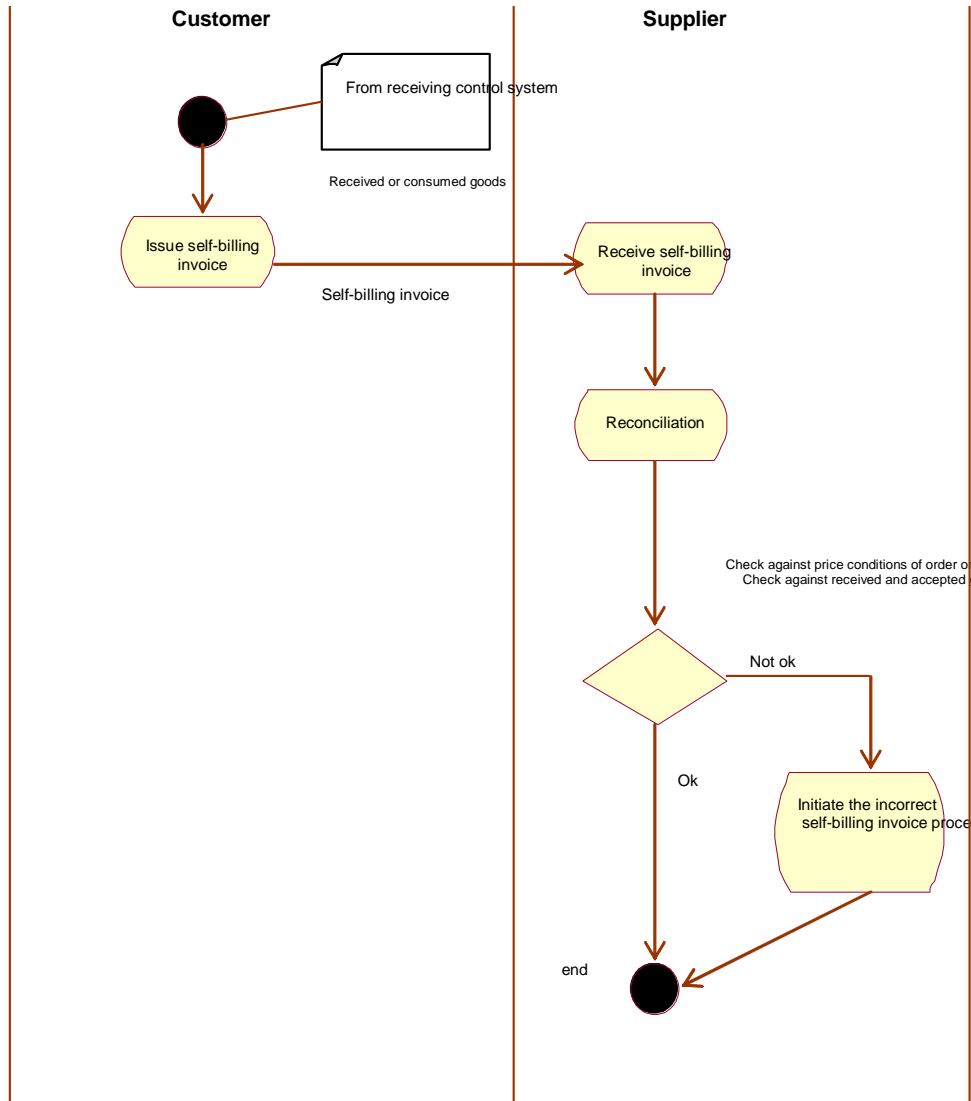 Customer
Supplier
From receiving control system
Received or consumed goods
Issue self-billing
invoice
Receive self-billing
invoice
Self-billing invoice
Reconciliation
Check against price conditions of order o
Check against received and accepted
Not ok
Ok
Initiate the incorrect
self-billing invoice proce
end